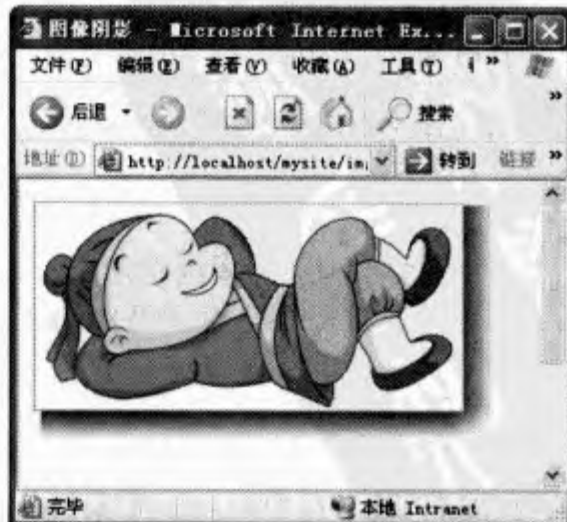 图像阴影 - Microsoft Internet Ex...
文件(F) 编辑(E) 查看(V) 收藏(A) 工具(T) »
后退 搜索 »
地址(D) http://localhost/mysite/im 转到 链接 »
完毕 本地 Intranet